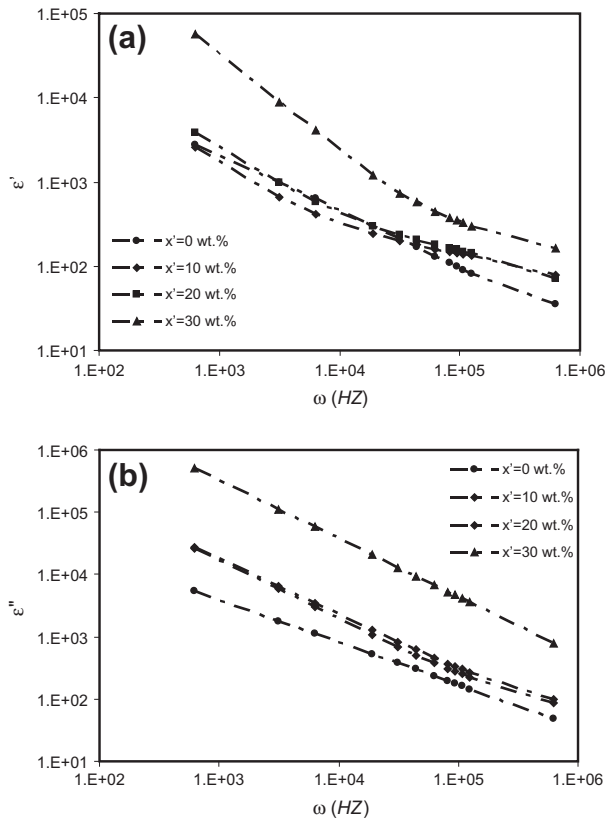 (a)
1.E+05
1.E+04
1.E+03
1.E+02
1.E+01
ε'
x'=0 wt.%
x'=10 wt.%
x'=20 wt.%
x'=30 wt.%
1.E+02 1.E+03 1.E+04 1.E+05 1.E+06
ω (HZ)
(b)
1.E+06
1.E+05
1.E+04
1.E+03
1.E+02
1.E+01
ε"
x'=0 wt.%
x'=10 wt.%
x'=20 wt.%
x'=30 wt.%
1.E+02 1.E+03 1.E+04 1.E+05 1.E+06
ω (HZ)